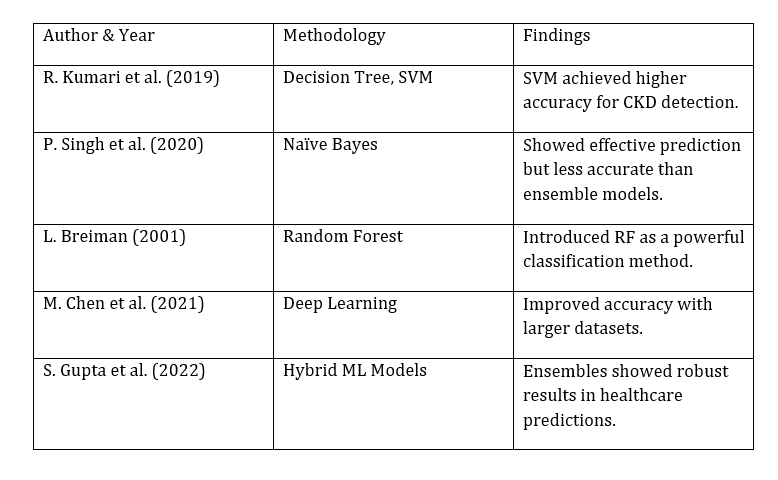 Author & Year
Methodology
Findings
R. Kumari et al. (2019)
Decision Tree, SVM
SVM achieved higher
accuracy for CKD detection.
P. Singh et al. (2020)
Naïve Bayes
Showed effective prediction
but less accurate than
ensemble models.
L. Breiman (2001)
Random Forest
Introduced RF as a powerful
classification method.
M. Chen et al. (2021)
Deep Learning
Improved accuracy with
larger datasets.
S. Gupta et al. (2022)
Hybrid ML Models
Ensembles showed robust
results in healthcare
predictions.